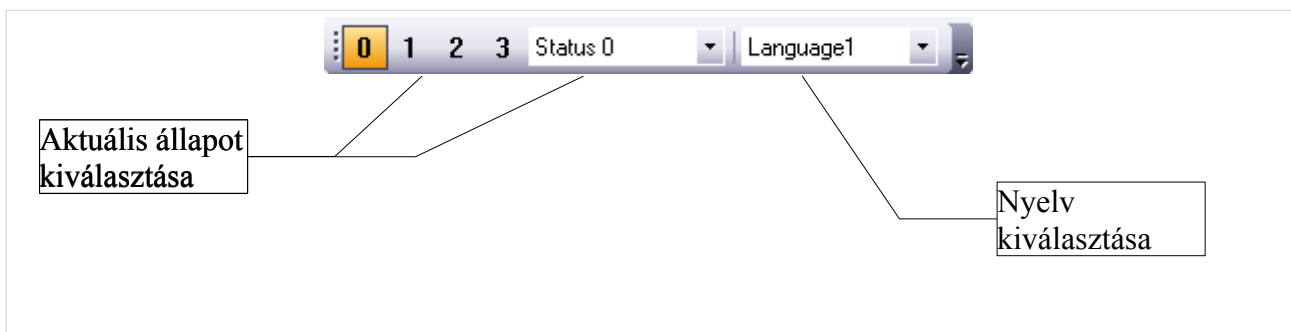 0 1 2 3 Status 0 Language1
Aktuális állapot
kiválasztása
Nyelv
kiválasztása